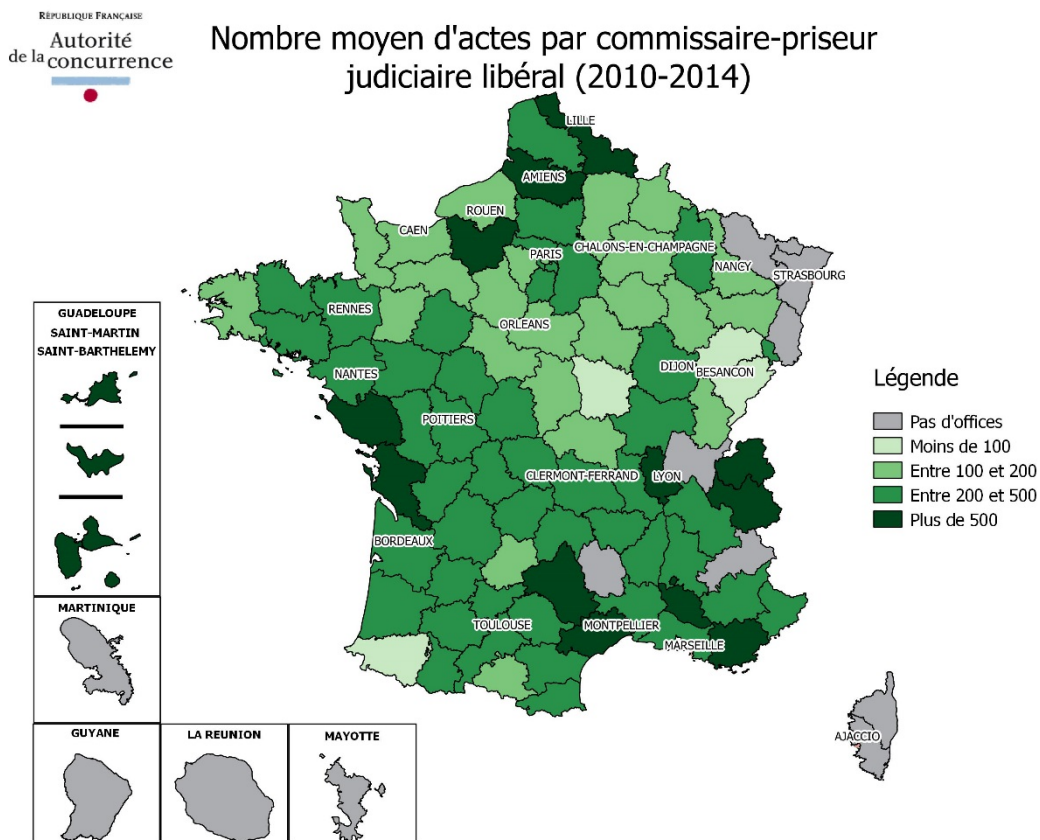 RÉPUBLIQUE FRANÇAISE
Autorité
de la concurrence
Nombre moyen d'actes par commissaire-priseur
judiciaire libéral (2010-2014)
LILLE
AMIENS
ROUEN
CAEN
PARIS
CHALONS-EN-CHAMPAGNE
NANCY
STRASBOURG
RENNES
ORLEANS
NANTES
DIJON
BESANCON
POITIERS
CLERMONT-FERRAND
LYON
BORDEAUX
TOULOUSE
MONTPELLIER
MARSEILLE
AJACCIO
GUADELOUPE
SAINT-MARTIN
SAINT-BARTHELEMY
MARTINIQUE
GUYANE
LA REUNION
MAYOTTE
Légende
Pas d'offices
Moins de 100
Entre 100 et 200
Entre 200 et 500
Plus de 500